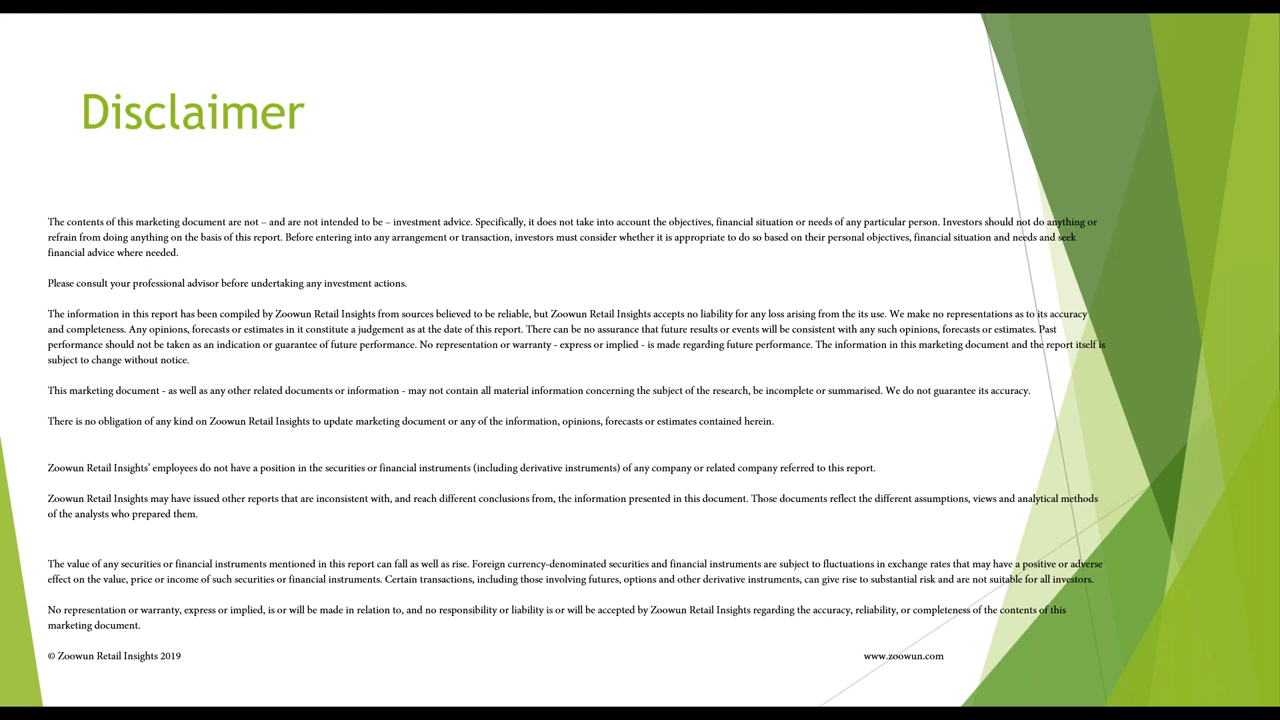 Disclaimer
The contents of this marketing document are not – and are not intended to be – investment advice. Specifically, it does not take into account the objectives, financial situation or needs of any particular person. Investors should not do anything or
refrain from doing anything on the basis of this report. Before entering into any arrangement or transaction, investors must consider whether it is appropriate to do so based on their personal objectives, financial situation and needs and seek
financial advice where needed.
Please consult your professional advisor before undertaking any investment actions.
The information in this report has been compiled by Zoowun Retail Insights from sources believed to be reliable, but Zoowun Retail Insights accepts no liability for any loss arising from the its use. We make no representations as to its accuracy
and completeness. Any opinions, forecasts or estimates in it constitute a judgement as at the date of this report. There can be no assurance that future results or events will be consistent with any such opinions, forecasts or estimates. Past
performance should not be taken as an indication or guarantee of future performance. No representation or warranty - express or implied - is made regarding future performance. The information in this marketing document and the report itself is
subject to change without notice.
This marketing document - as well as any other related documents or information - may not contain all material information concerning the subject of the research, be incomplete or summarised. We do not guarantee its accuracy.
There is no obligation of any kind on Zoowun Retail Insights to update marketing document or any of the information, opinions, forecasts or estimates contained herein.
Zoowun Retail Insights’ employees do not have a position in the securities or financial instruments (including derivative instruments) of any company or related company referred to this report.
Zoowun Retail Insights may have issued other reports that are inconsistent with, and reach different conclusions from, the information presented in this document. Those documents reflect the different assumptions, views and analytical methods
of the analysts who prepared them.
The value of any securities or financial instruments mentioned in this report can fall as well as rise. Foreign currency-denominated securities and financial instruments are subject to fluctuations in exchange rates that may have a positive or adverse
effect on the value, price or income of such securities or financial instruments. Certain transactions, including those involving futures, options and other derivative instruments, can give rise to substantial risk and are not suitable for all investors.
No representation or warranty, express or implied, is or will be made in relation to, and no responsibility or liability is or will be accepted by Zoowun Retail Insights regarding the accuracy, reliability, or completeness of the contents of this
marketing document.
© Zoowun Retail Insights 2019 www.zoowun.com